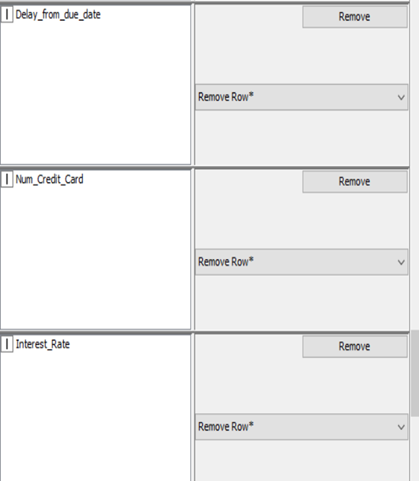 I Delay_from_due_date
Remove
Remove Row*
I Num_Credit_Card
Remove
Remove Row*
I Interest_Rate
Remove
Remove Row*